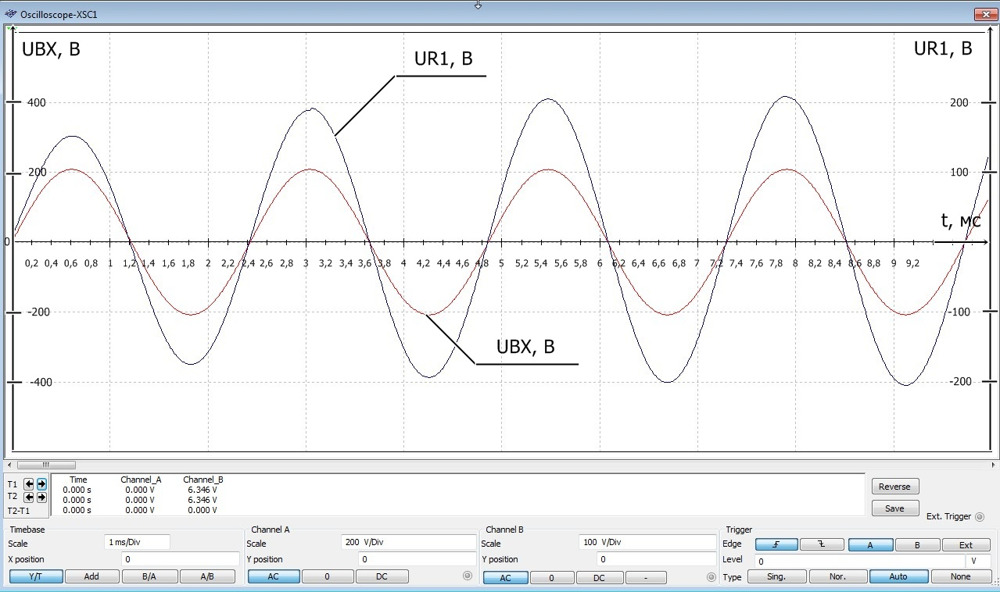 Oscilloscope-XSC1
UBX, В
UR1, В
UR1, В
400
200
200
100
t, мс
0
0,2 0,4 0,6 0,8 1 1,2 1,4 1,6 1,8 2 2,2 2,4 2,6 2,8 3 3,2 3,4 3,6 3,8 4 4,2 4,4 4,6 4,8 5 5,2 5,4 5,6 5,8 6 6,2 6,4 6,6 6,8 7 7,2 7,4 7,6 7,8 8 8,2 8,4 8,6 8,8 9 9,2
-200
-100
UBX, В
-400
-200
T1
T2
T2-T1
Time Channel_A Channel_B
0.000 s 0.000 V 6.346 V
0.000 s 0.000 V 6.346 V
0.000 s 0.000 V 0.000 V
Reverse
Save
Ext. Trigger
Timebase
Scale 1 ms/Div
X position 0
Y/T Add B/A A/B
Channel A
Scale 200 V/Div
Y position 0
AC 0 DC
Channel B
Scale 100 V/Div
Y position 0
AC 0 DC -
Trigger
Edge A B Ext
Level 0 V
Type Sing. Nor. Auto None